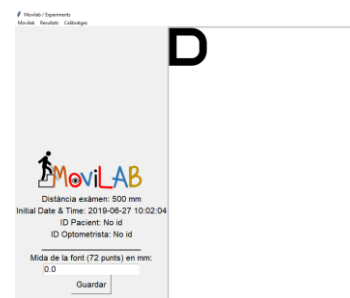 Movilab / Experiments
Movilab Resultats Calibratges
D
MoviLAB
Distància exàmen: 500 mm
Initial Date & Time: 2019-06-27 10:02:04
ID Pacient: No id
ID Optometrista: No id
Mida de la font (72 punts) en mm:
0.0
Guardar